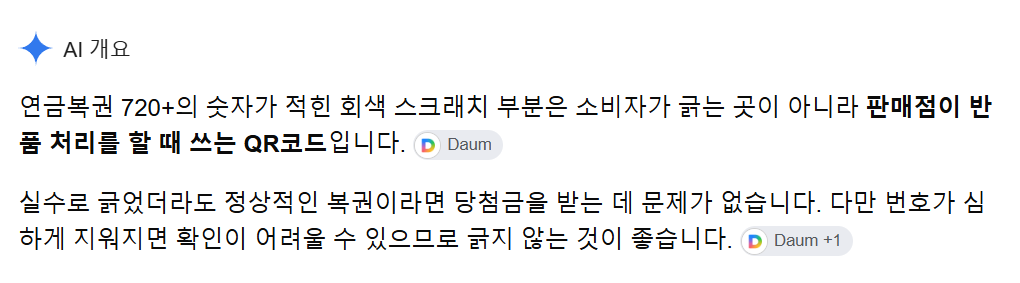 AI 개요
연금복권 720+의 숫자가 적힌 회색 스크래치 부분은 소비자가 긁는 곳이 아니라 판매점이 반
품 처리를 할 때 쓰는 QR코드입니다. Daum
실수로 긁었더라도 정상적인 복권이라면 당첨금을 받는 데 문제가 없습니다. 다만 번호가 심
하게 지워지면 확인이 어려울 수 있으므로 긁지 않는 것이 좋습니다. Daum +1